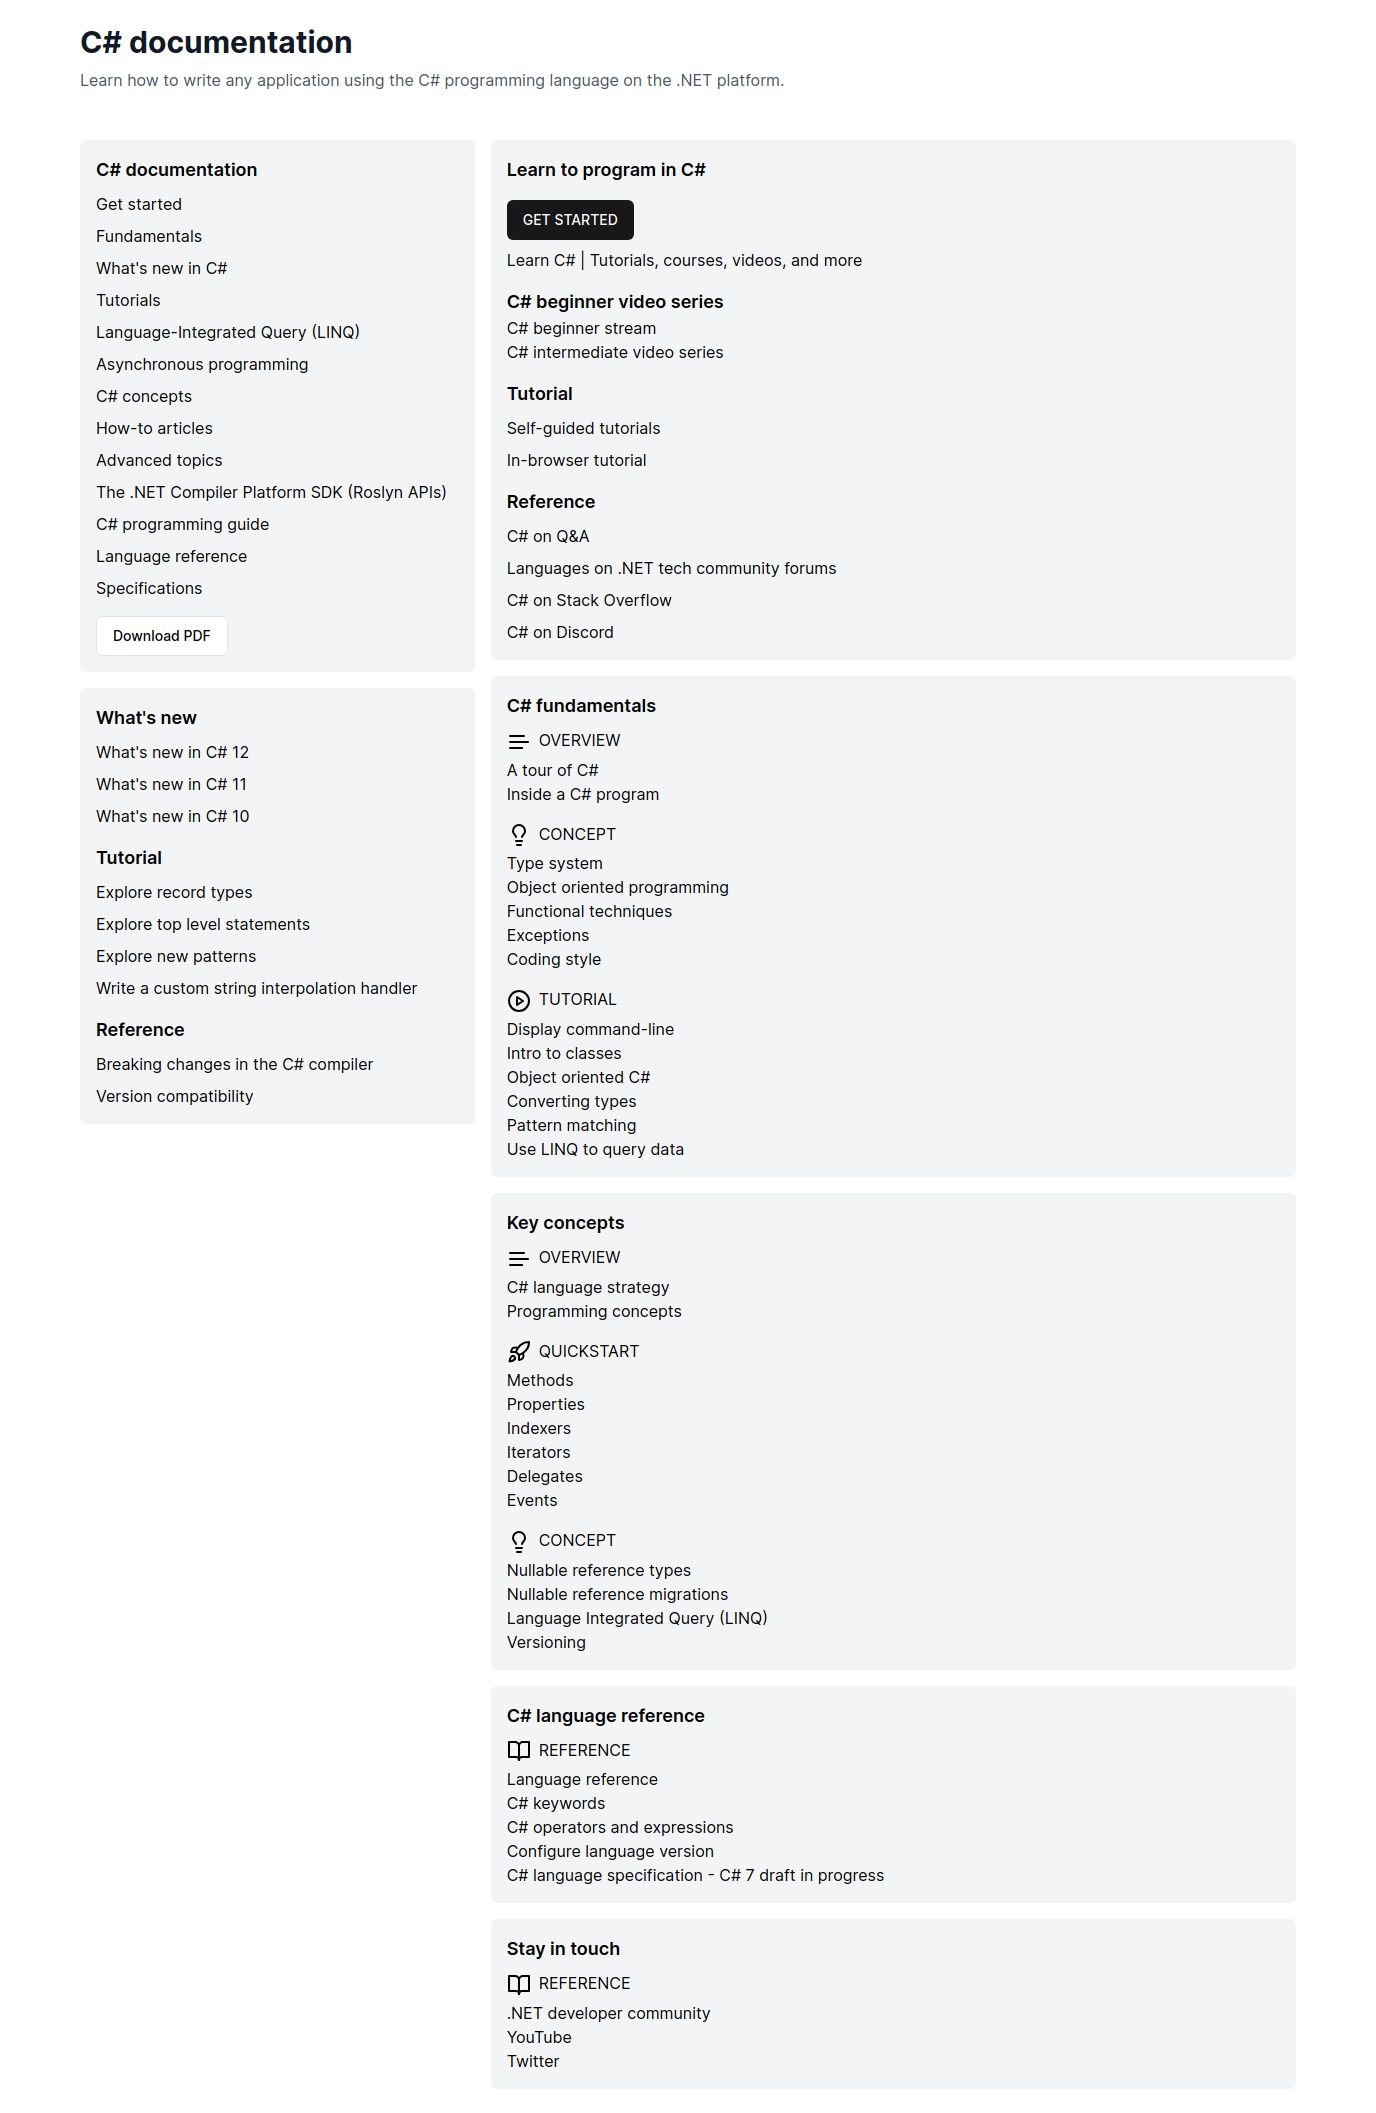 C# documentation
Learn how to write any application using the C# programming language on the .NET platform.
C# documentation
Get started
Fundamentals
What's new in C#
Tutorials
Language-Integrated Query (LINQ)
Asynchronous programming
C# concepts
How-to articles
Advanced topics
The .NET Compiler Platform SDK (Roslyn APIs)
C# programming guide
Language reference
Specifications
Download PDF
What's new
What's new in C# 12
What's new in C# 11
What's new in C# 10
Tutorial
Explore record types
Explore top level statements
Explore new patterns
Write a custom string interpolation handler
Reference
Breaking changes in the C# compiler
Version compatibility
Learn to program in C#
GET STARTED
Learn C# | Tutorials, courses, videos, and more
C# beginner video series
C# beginner stream
C# intermediate video series
Tutorial
Self-guided tutorials
In-browser tutorial
Reference
C# on Q&A
Languages on .NET tech community forums
C# on Stack Overflow
C# on Discord
C# fundamentals
OVERVIEW
A tour of C#
Inside a C# program
CONCEPT
Type system
Object oriented programming
Functional techniques
Exceptions
Coding style
TUTORIAL
Display command-line
Intro to classes
Object oriented C#
Converting types
Pattern matching
Use LINQ to query data
Key concepts
OVERVIEW
C# language strategy
Programming concepts
QUICKSTART
Methods
Properties
Indexers
Iterators
Delegates
Events
CONCEPT
Nullable reference types
Nullable reference migrations
Language Integrated Query (LINQ)
Versioning
C# language reference
REFERENCE
Language reference
C# keywords
C# operators and expressions
Configure language version
C# language specification - C# 7 draft in progress
Stay in touch
REFERENCE
.NET developer community
YouTube
Twitter